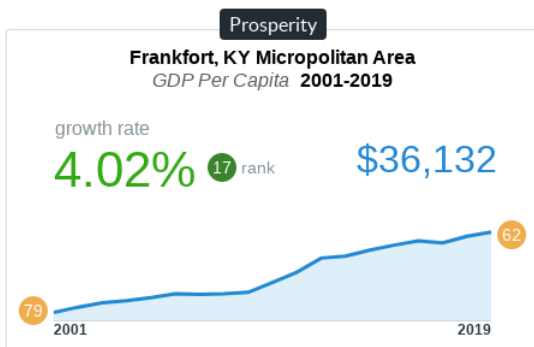 Prosperity
Frankfort, KY Micropolitan Area
GDP Per Capita 2001-2019
growth rate
4.02% 17 rank
$36,132
62
79
2001 2019